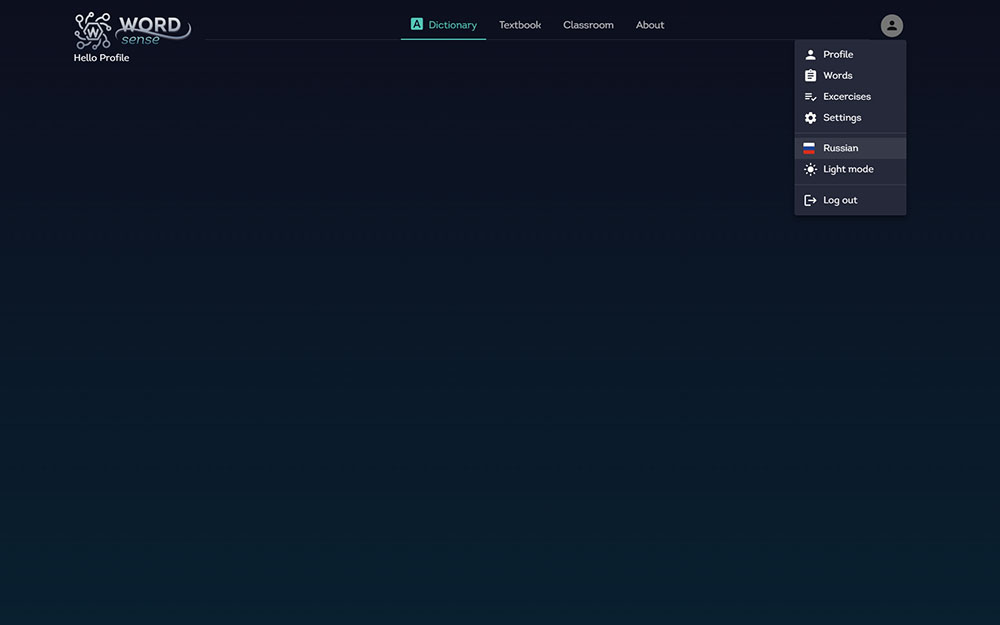 WORD
sense
A Dictionary Textbook Classroom About
Hello Profile
Profile
Words
Excercises
Settings
Russian
Light mode
Log out